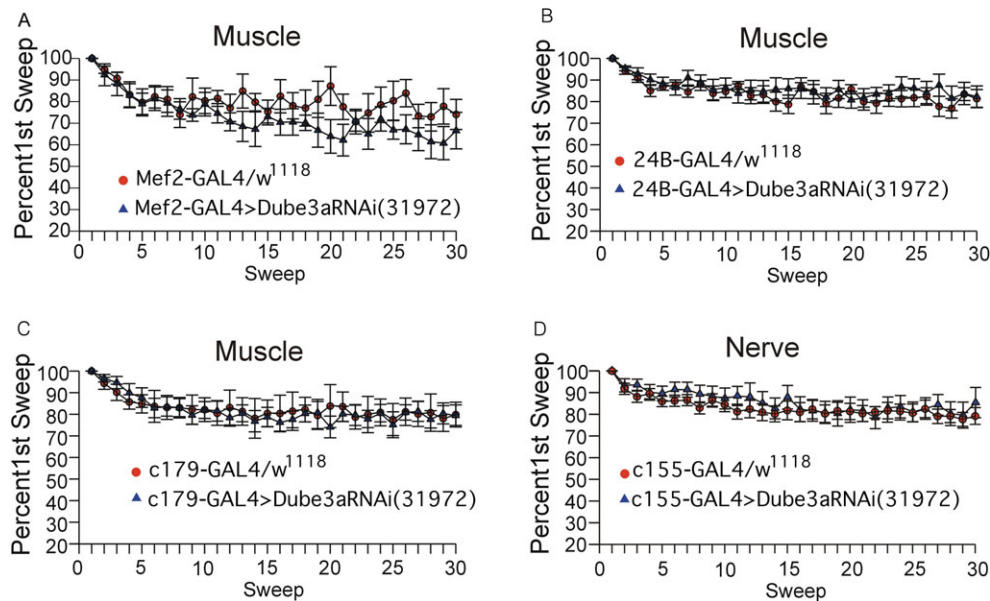 A
Muscle
Percent1st Sweep
100
90
80
70
60
50
40
30
20
Mef2-GAL4/w1118
Mef2-GAL4>Dube3aRNAi(31972)
0 5 10 15 20 25 30
Sweep
B
Muscle
Percent1st Sweep
100
90
80
70
60
50
40
30
20
24B-GAL4/w1118
24B-GAL4>Dube3aRNAi(31972)
0 5 10 15 20 25 30
Sweep
C
Muscle
Percent1st Sweep
100
90
80
70
60
50
40
30
20
c179-GAL4/w1118
c179-GAL4>Dube3aRNAi(31972)
0 5 10 15 20 25 30
Sweep
D
Nerve
Percent1st Sweep
100
90
80
70
60
50
40
30
20
c155-GAL4/w1118
c155-GAL4>Dube3aRNAi(31972)
0 5 10 15 20 25 30
Sweep